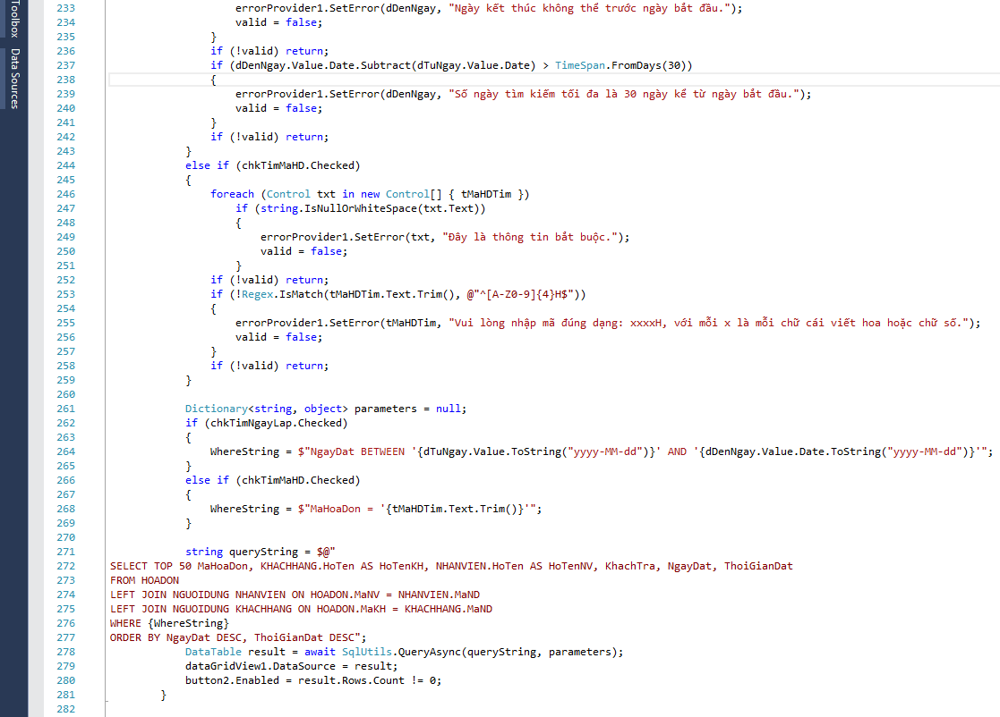 Toolbox
Data Sources
233 errorProvider1.SetError(dDenNgay, "Ngày kết thúc không thể trước ngày bắt đầu.");
234 valid = false;
235 }
236 if (!valid) return;
237 if (dDenNgay.Value.Date.Subtract(dTuNgay.Value.Date) > TimeSpan.FromDays(30))
238 {
239 errorProvider1.SetError(dDenNgay, "Số ngày tìm kiếm tối đa là 30 ngày kể từ ngày bắt đầu.");
240 valid = false;
241 }
242 if (!valid) return;
243 }
244 else if (chkTimMaHD.Checked)
245 {
246 foreach (Control txt in new Control[] { tMaHDTim })
247 if (string.IsNullOrWhiteSpace(txt.Text))
248 {
249 errorProvider1.SetError(txt, "Đây là thông tin bắt buộc.");
250 valid = false;
251 }
252 if (!valid) return;
253 if (!Regex.IsMatch(tMaHDTim.Text.Trim(), @"^[A-Z0-9]{4}H$"))
254 {
255 errorProvider1.SetError(tMaHDTim, "Vui lòng nhập mã đúng dạng: xxxxH, với mỗi x là mỗi chữ cái viết hoa hoặc chữ số.");
256 valid = false;
257 }
258 if (!valid) return;
259 }
260
261 Dictionary<string, object> parameters = null;
262 if (chkTimNgayLap.Checked)
263 {
264 WhereString = $"NgayDat BETWEEN '{dTuNgay.Value.ToString("yyyy-MM-dd")}' AND '{dDenNgay.Value.Date.ToString("yyyy-MM-dd")}'";
265 }
266 else if (chkTimMaHD.Checked)
267 {
268 WhereString = $"MaHoaDon = '{tMaHDTim.Text.Trim()}'";
269 }
270
271 string queryString = $@"
272 SELECT TOP 50 MaHoaDon, KHACHHANG.HoTen AS HoTenKH, NHANVIEN.HoTen AS HoTenNV, KhachTra, NgayDat, ThoiGianDat
273 FROM HOADON
274 LEFT JOIN NGUOIDUNG NHANVIEN ON HOADON.MaNV = NHANVIEN.MaND
275 LEFT JOIN NGUOIDUNG KHACHHANG ON HOADON.MaKH = KHACHHANG.MaND
276 WHERE {WhereString}
277 ORDER BY NgayDat DESC, ThoiGianDat DESC";
278 DataTable result = await SqlUtils.QueryAsync(queryString, parameters);
279 dataGridView1.DataSource = result;
280 button2.Enabled = result.Rows.Count != 0;
281 }
282